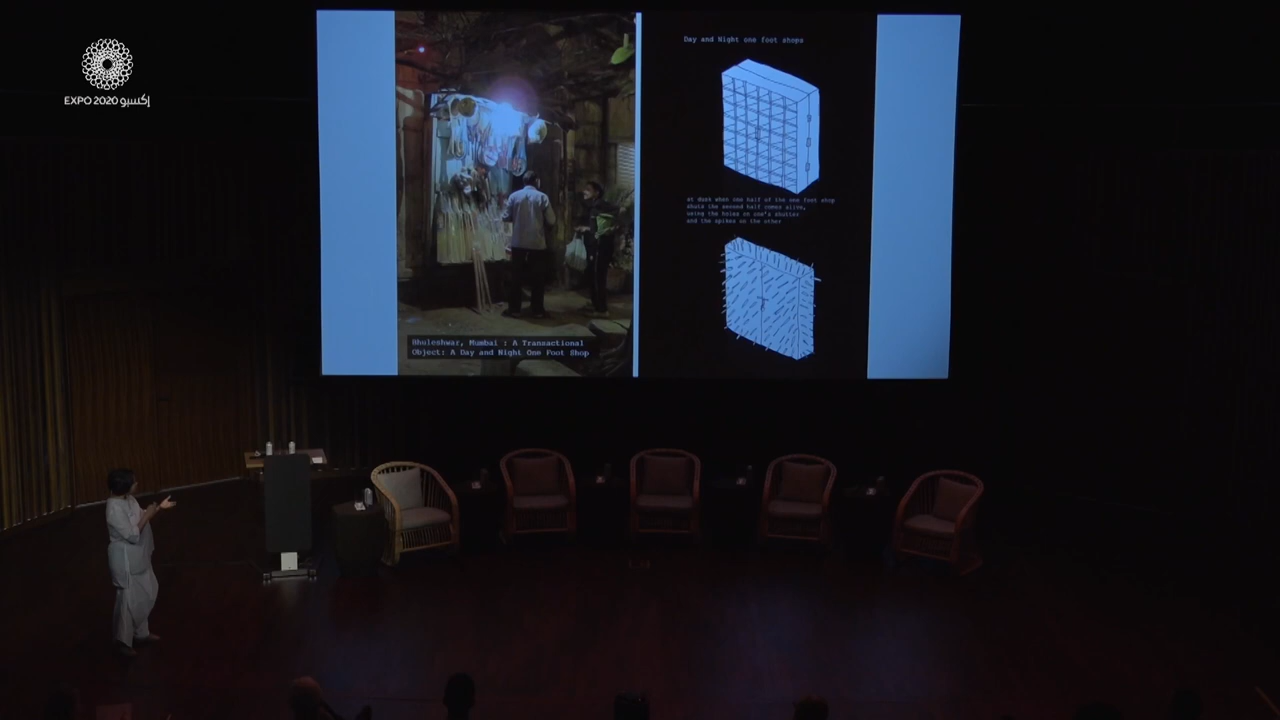 EXPO 2020 إكسبو
Bhuleshwar, Mumbai : A Transactional
Object: A Day and Night One Foot Shop
Day and Night one foot shops
at dusk when one half of the one foot shop
shuts the second half comes alive,
using the holes on one's shutter
and the spikes on the other